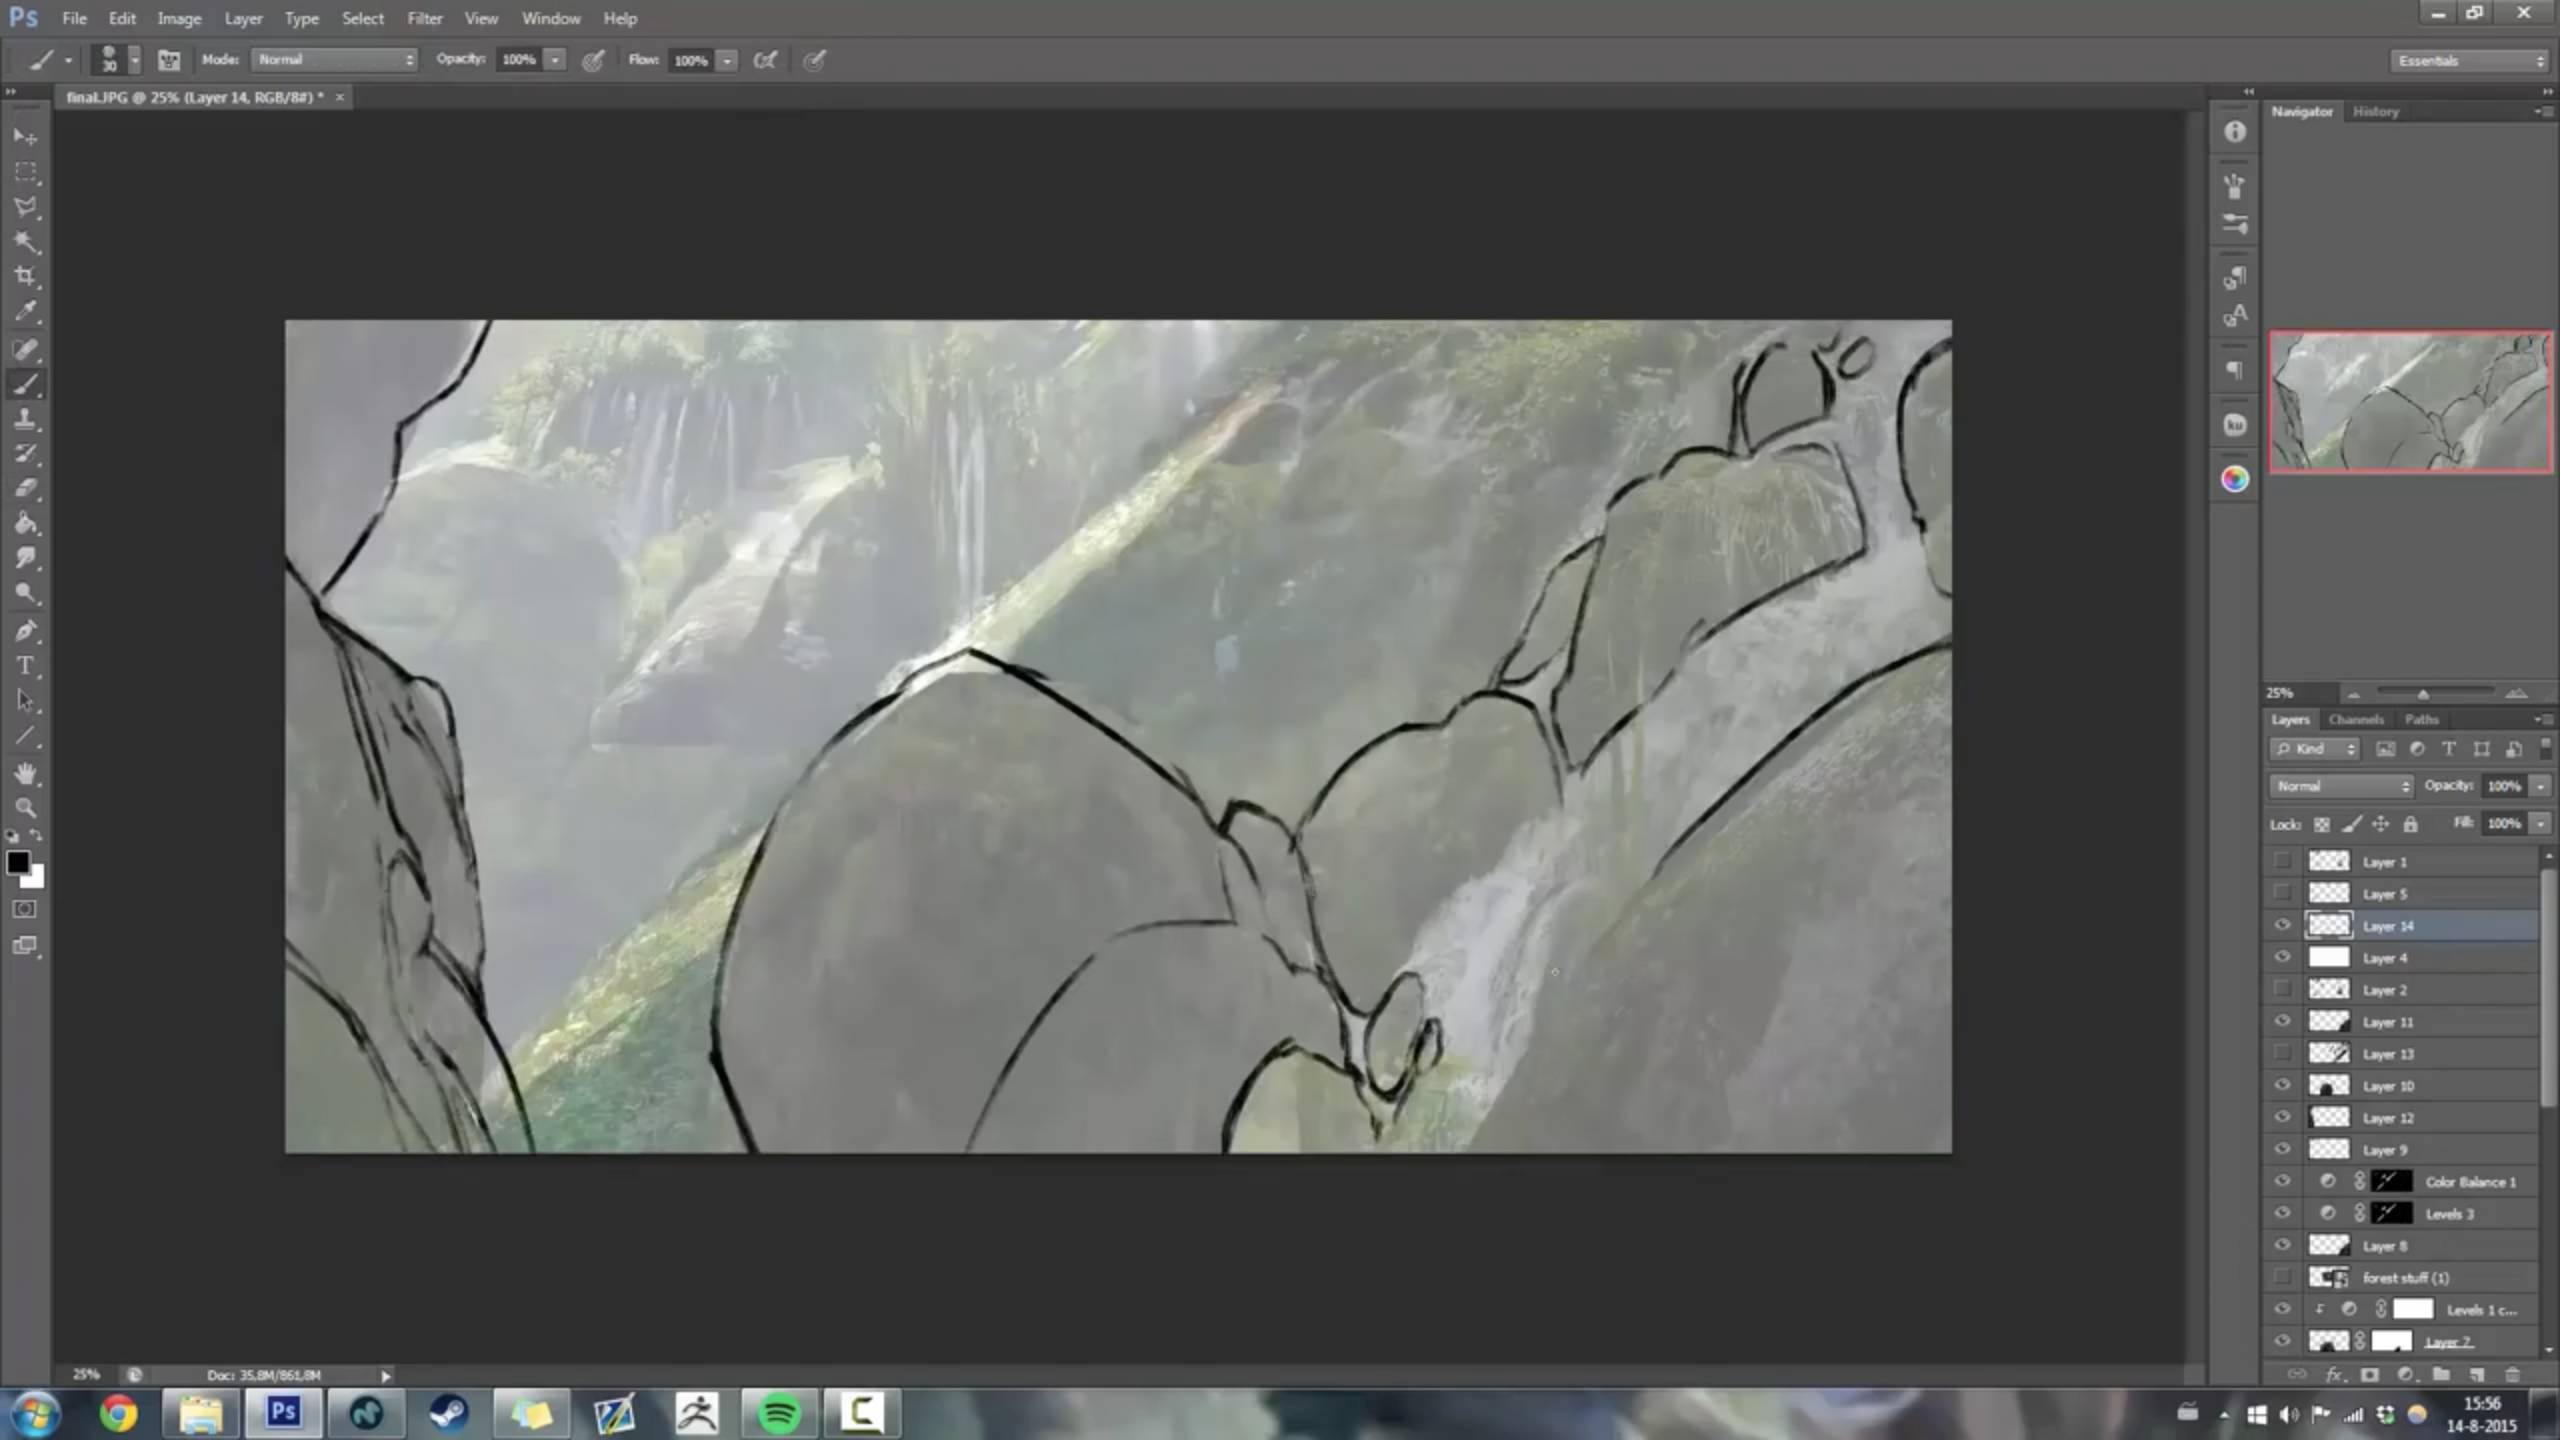 Ps File Edit Image Layer Type Select Filter View Window Help
30 Mode: Normal Opacity: 100% Flow: 100% Essentials
final.JPG @ 25% (Layer 14, RGB/8#) * ×
Navigator History
25%
Layers Channels Paths
Kind
Normal Opacity: 100%
Lock: Fill: 100%
Layer 1
Layer 5
Layer 14
Layer 4
Layer 2
Layer 11
Layer 13
Layer 10
Layer 12
Layer 9
Color Balance 1
Levels 3
Layer 8
forest stuff (1)
Levels 1 c...
Layer 7
fx
25% Doc: 35,8M/861,8M
Ps
15:56
14-8-2015